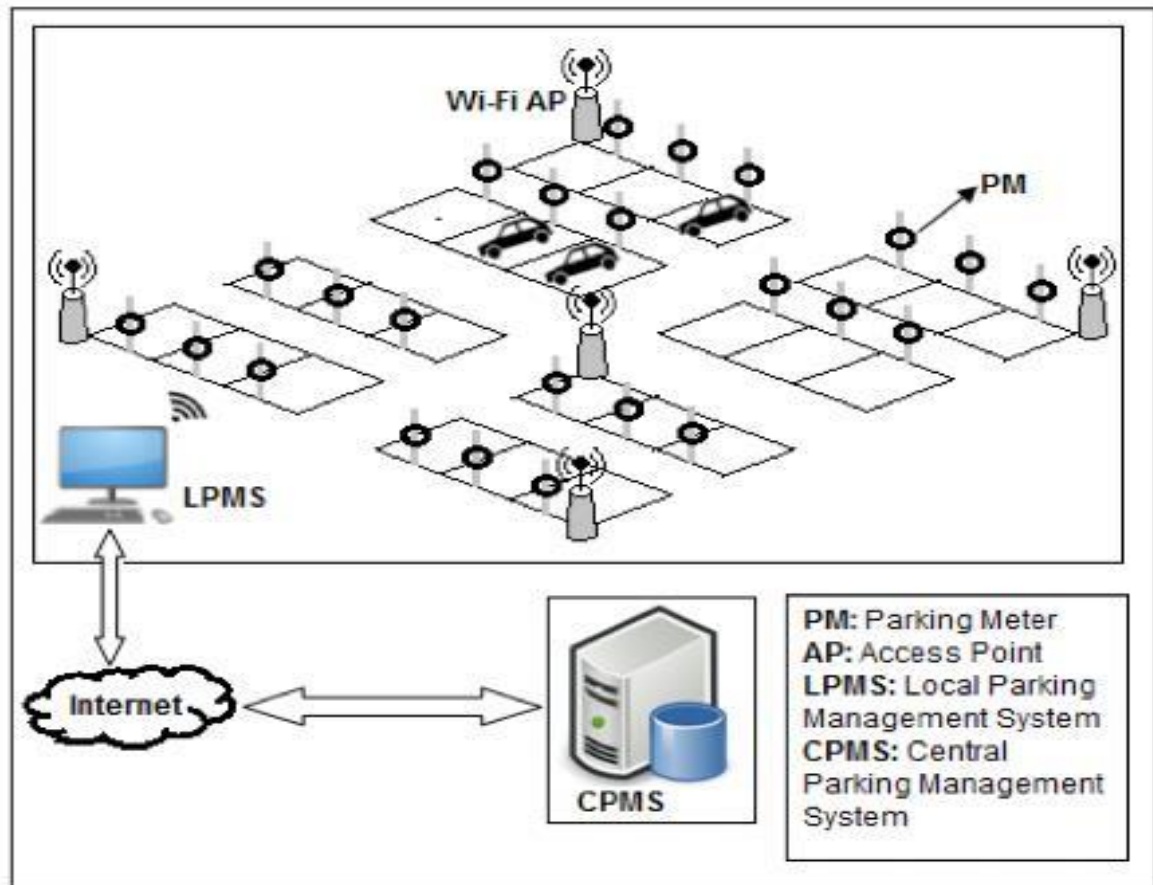 Wi-Fi AP
PM
LPMS
Internet
CPMS
PM: Parking Meter
AP: Access Point
LPMS: Local Parking
Management System
CPMS: Central
Parking Management
System